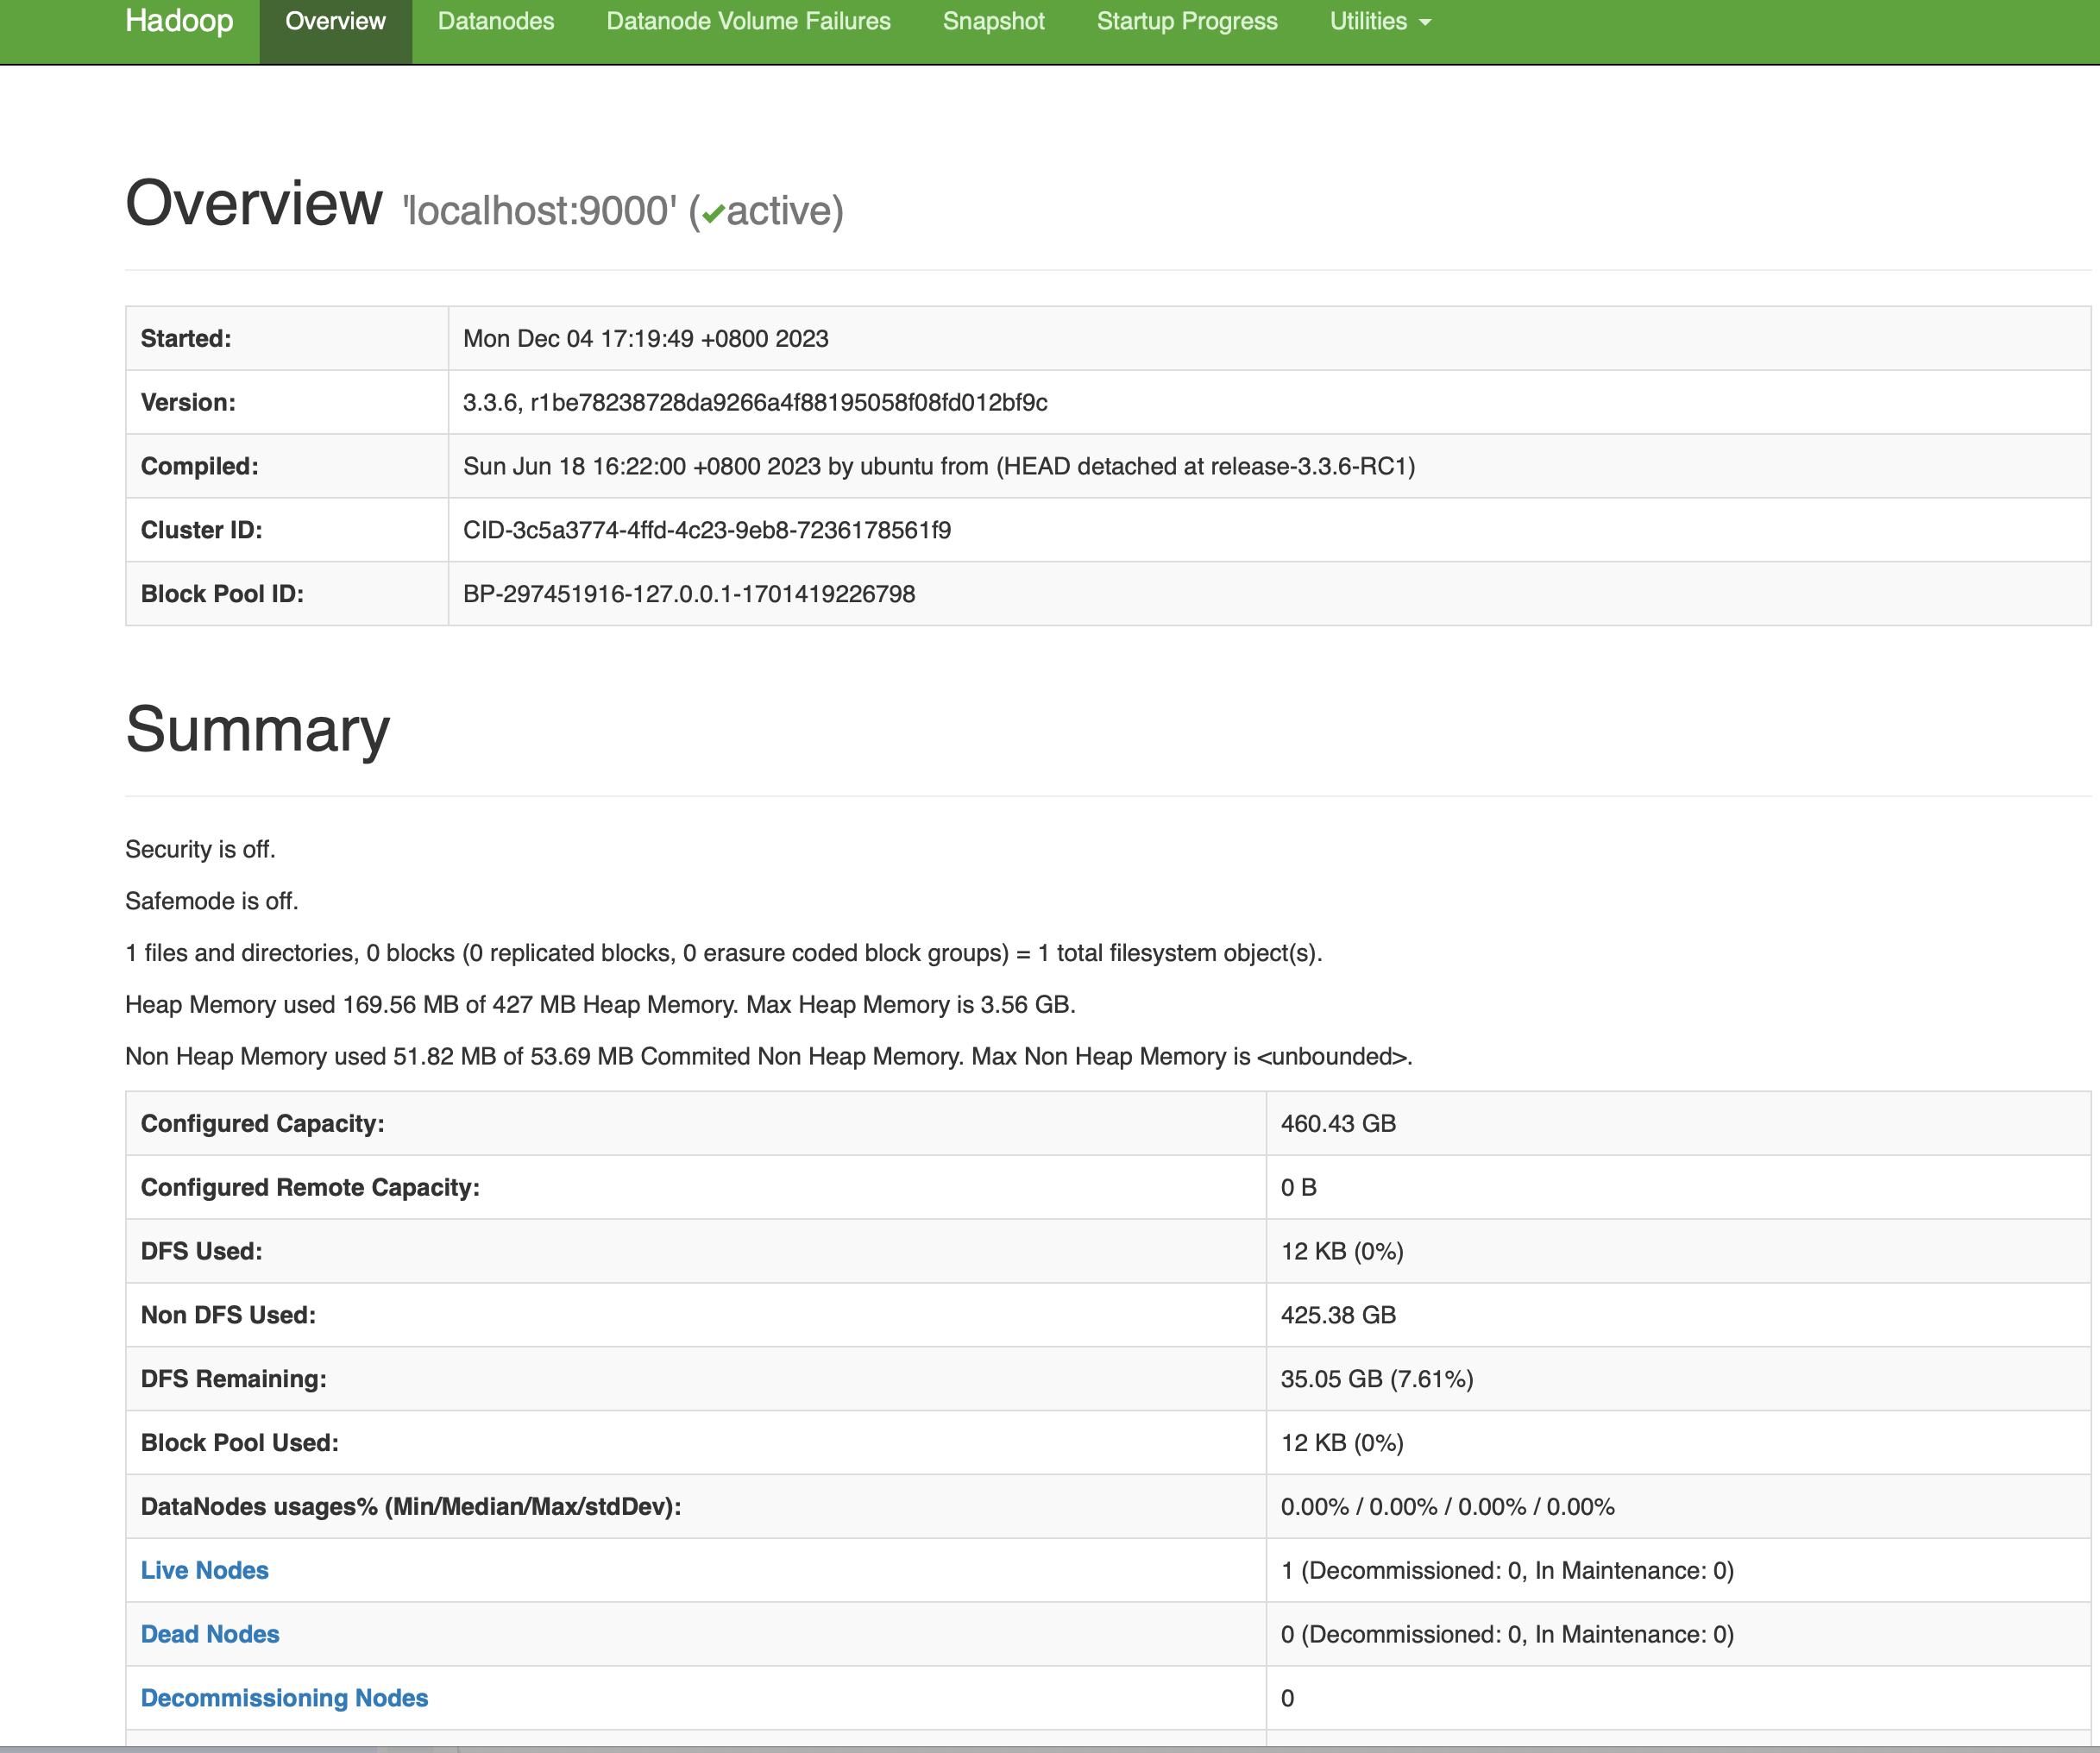 Hadoop Overview Datanodes Datanode Volume Failures Snapshot Startup Progress Utilities
Overview 'localhost:9000' (✔active)
Started: Mon Dec 04 17:19:49 +0800 2023
Version: 3.3.6, r1be78238728da9266a4f88195058f08fd012bf9c
Compiled: Sun Jun 18 16:22:00 +0800 2023 by ubuntu from (HEAD detached at release-3.3.6-RC1)
Cluster ID: CID-3c5a3774-4ffd-4c23-9eb8-7236178561f9
Block Pool ID: BP-297451916-127.0.0.1-1701419226798
Summary
Security is off.
Safemode is off.
1 files and directories, 0 blocks (0 replicated blocks, 0 erasure coded block groups) = 1 total filesystem object(s).
Heap Memory used 169.56 MB of 427 MB Heap Memory. Max Heap Memory is 3.56 GB.
Non Heap Memory used 51.82 MB of 53.69 MB Commited Non Heap Memory. Max Non Heap Memory is <unbounded>.
Configured Capacity: 460.43 GB
Configured Remote Capacity: 0 B
DFS Used: 12 KB (0%)
Non DFS Used: 425.38 GB
DFS Remaining: 35.05 GB (7.61%)
Block Pool Used: 12 KB (0%)
DataNodes usages% (Min/Median/Max/stdDev): 0.00% / 0.00% / 0.00% / 0.00%
Live Nodes 1 (Decommissioned: 0, In Maintenance: 0)
Dead Nodes 0 (Decommissioned: 0, In Maintenance: 0)
Decommissioning Nodes 0